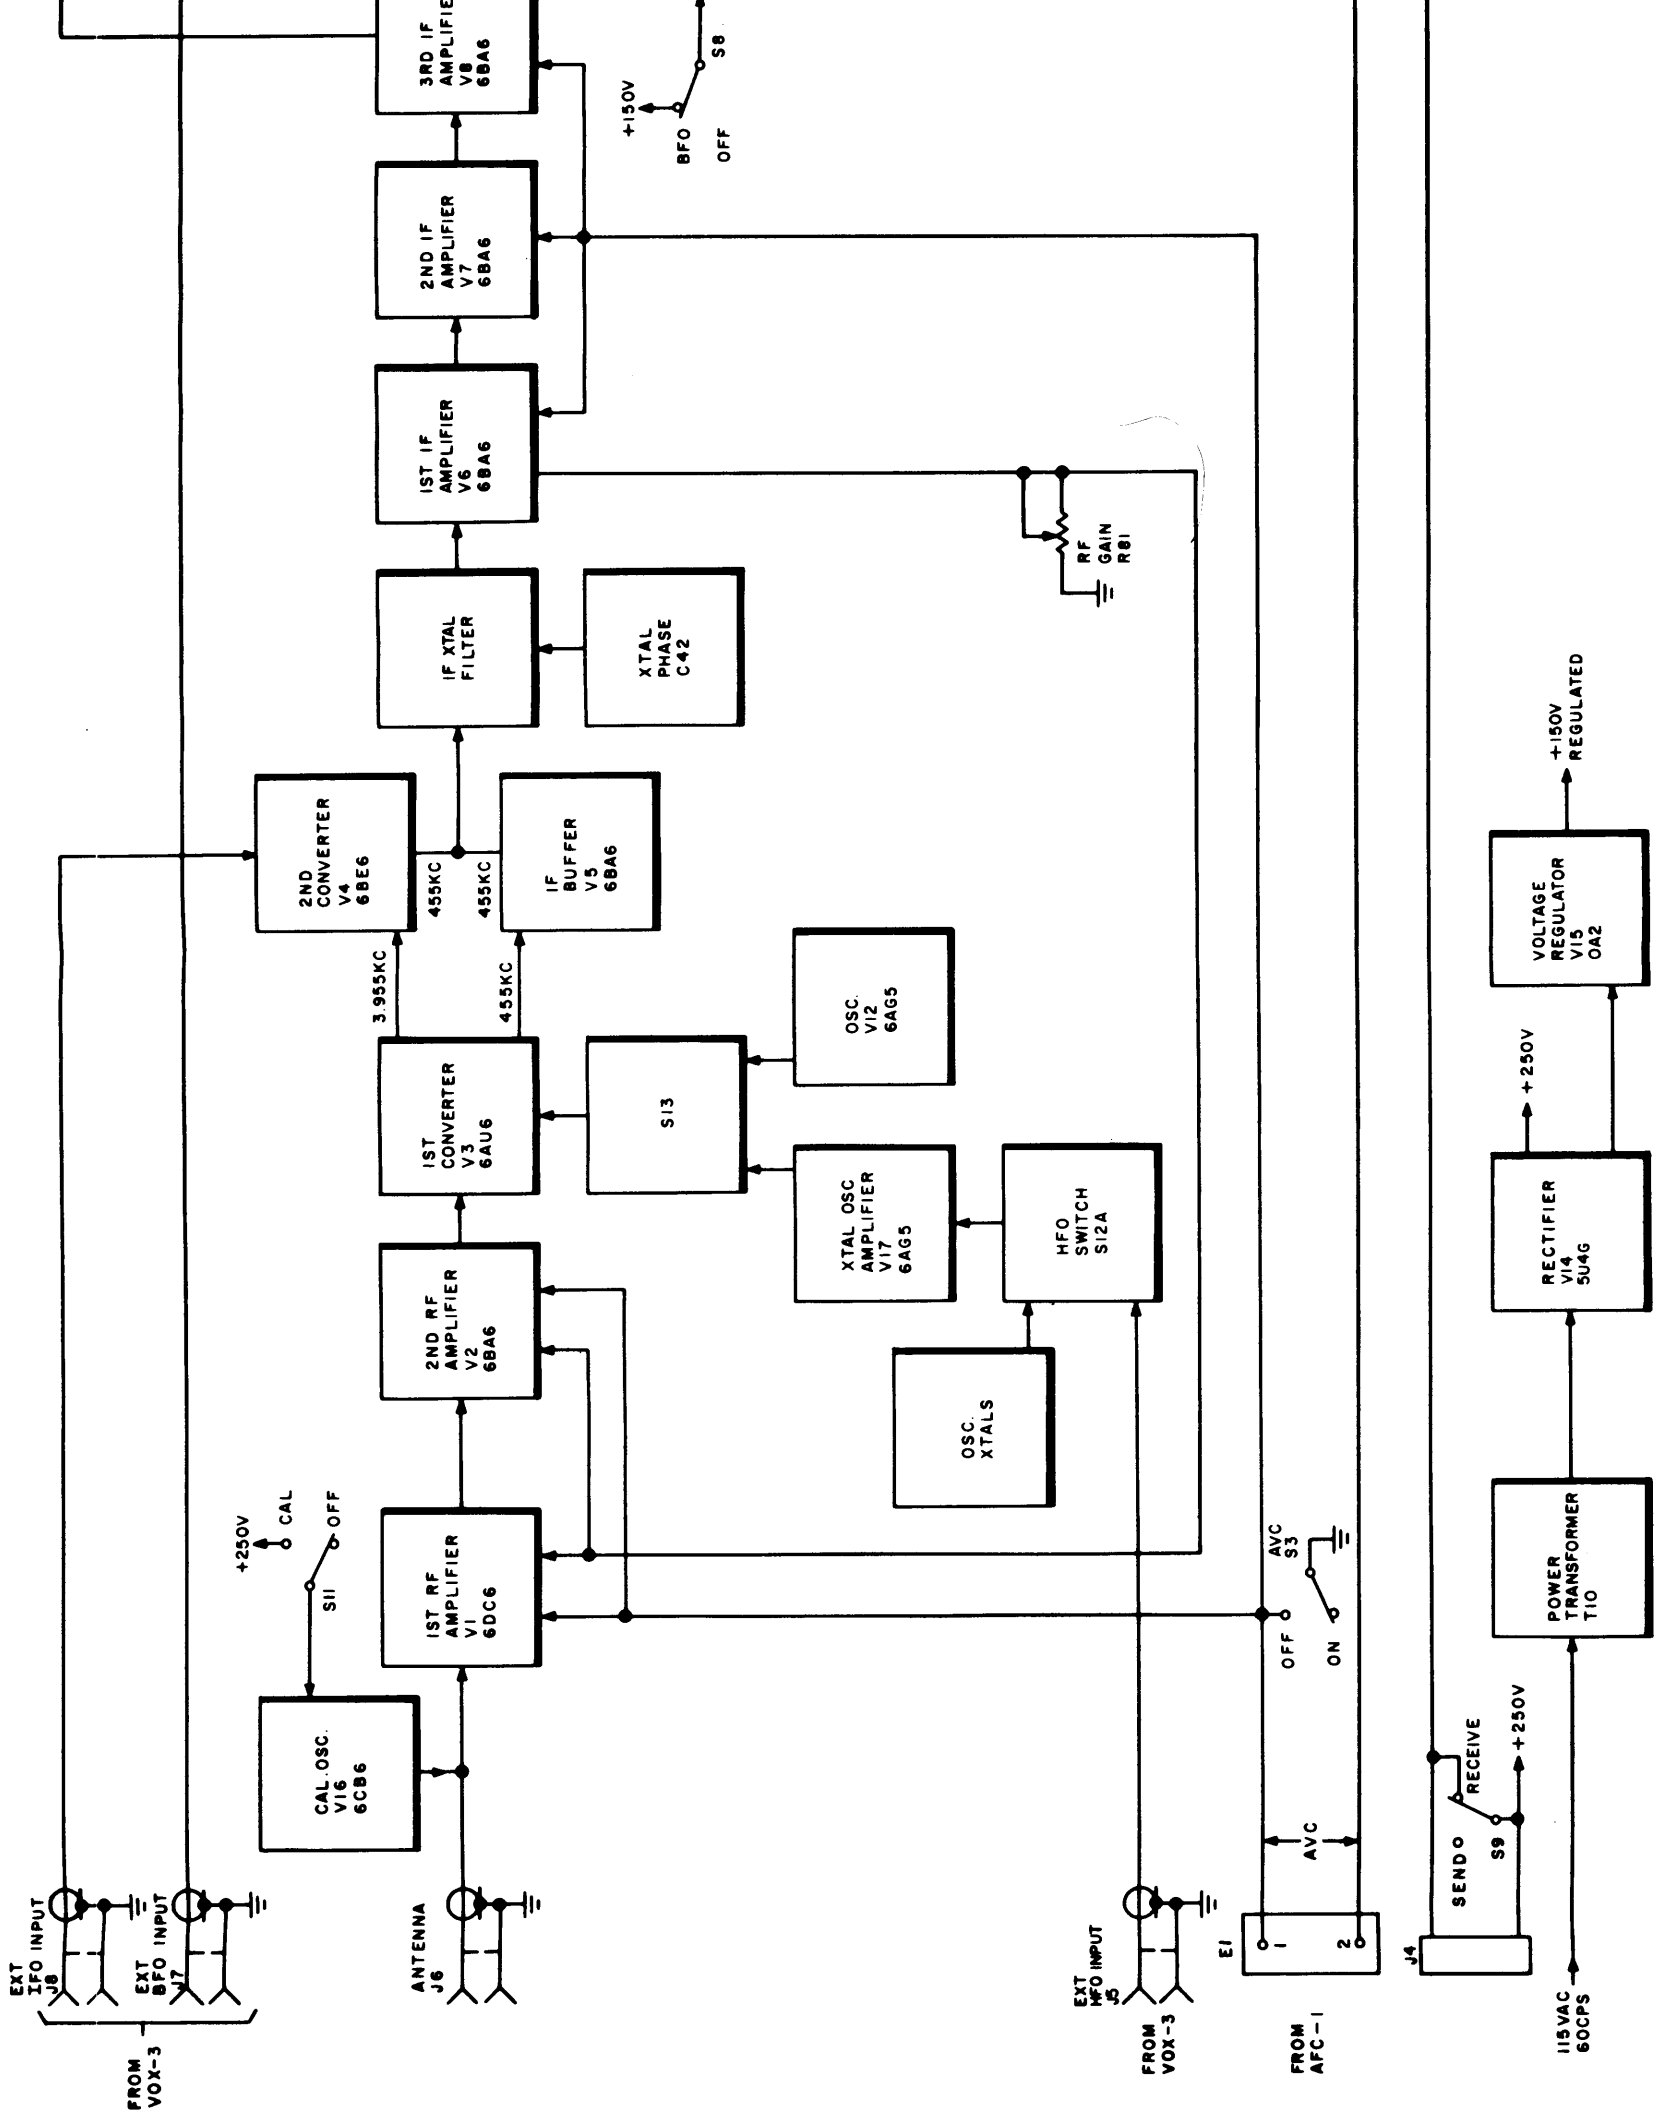 EXT
IFO INPUT
J8
EXT
BFO INPUT
J7
FROM
VOX-3
+250V
CAL
OFF
S11
CAL. OSC.
V16
6CB6
ANTENNA
J6
1ST RF
AMPLIFIER
V1
6DC6
2ND RF
AMPLIFIER
V2
6BA6
1ST
CONVERTER
V3
6AU6
3.955KC
455KC
2ND
CONVERTER
V4
6BE6
455KC
455KC
IF
BUFFER
V5
6BA6
IF XTAL
FILTER
XTAL
PHASE
C42
1ST IF
AMPLIFIER
V6
6BA6
2ND IF
AMPLIFIER
V7
6BA6
3RD IF
AMPLIFIE
V8
6BA6
+150V
BFO
OFF
S8
S13
OSC.
V12
6AG5
XTAL OSC
AMPLIFIER
V17
6AG5
HFO
SWITCH
S12A
OSC.
XTALS
RF
GAIN
R81
EXT
HFO INPUT
J5
FROM
VOX-3
AVC
S3
OFF
ON
E1
1
2
AVC
FROM
AFC-1
J4
SEND
RECEIVE
S9
+250V
115VAC
60CPS
POWER
TRANSFORMER
T10
RECTIFIER
V14
5U4G
+250V
VOLTAGE
REGULATOR
V15
OA2
+150V
REGULATED